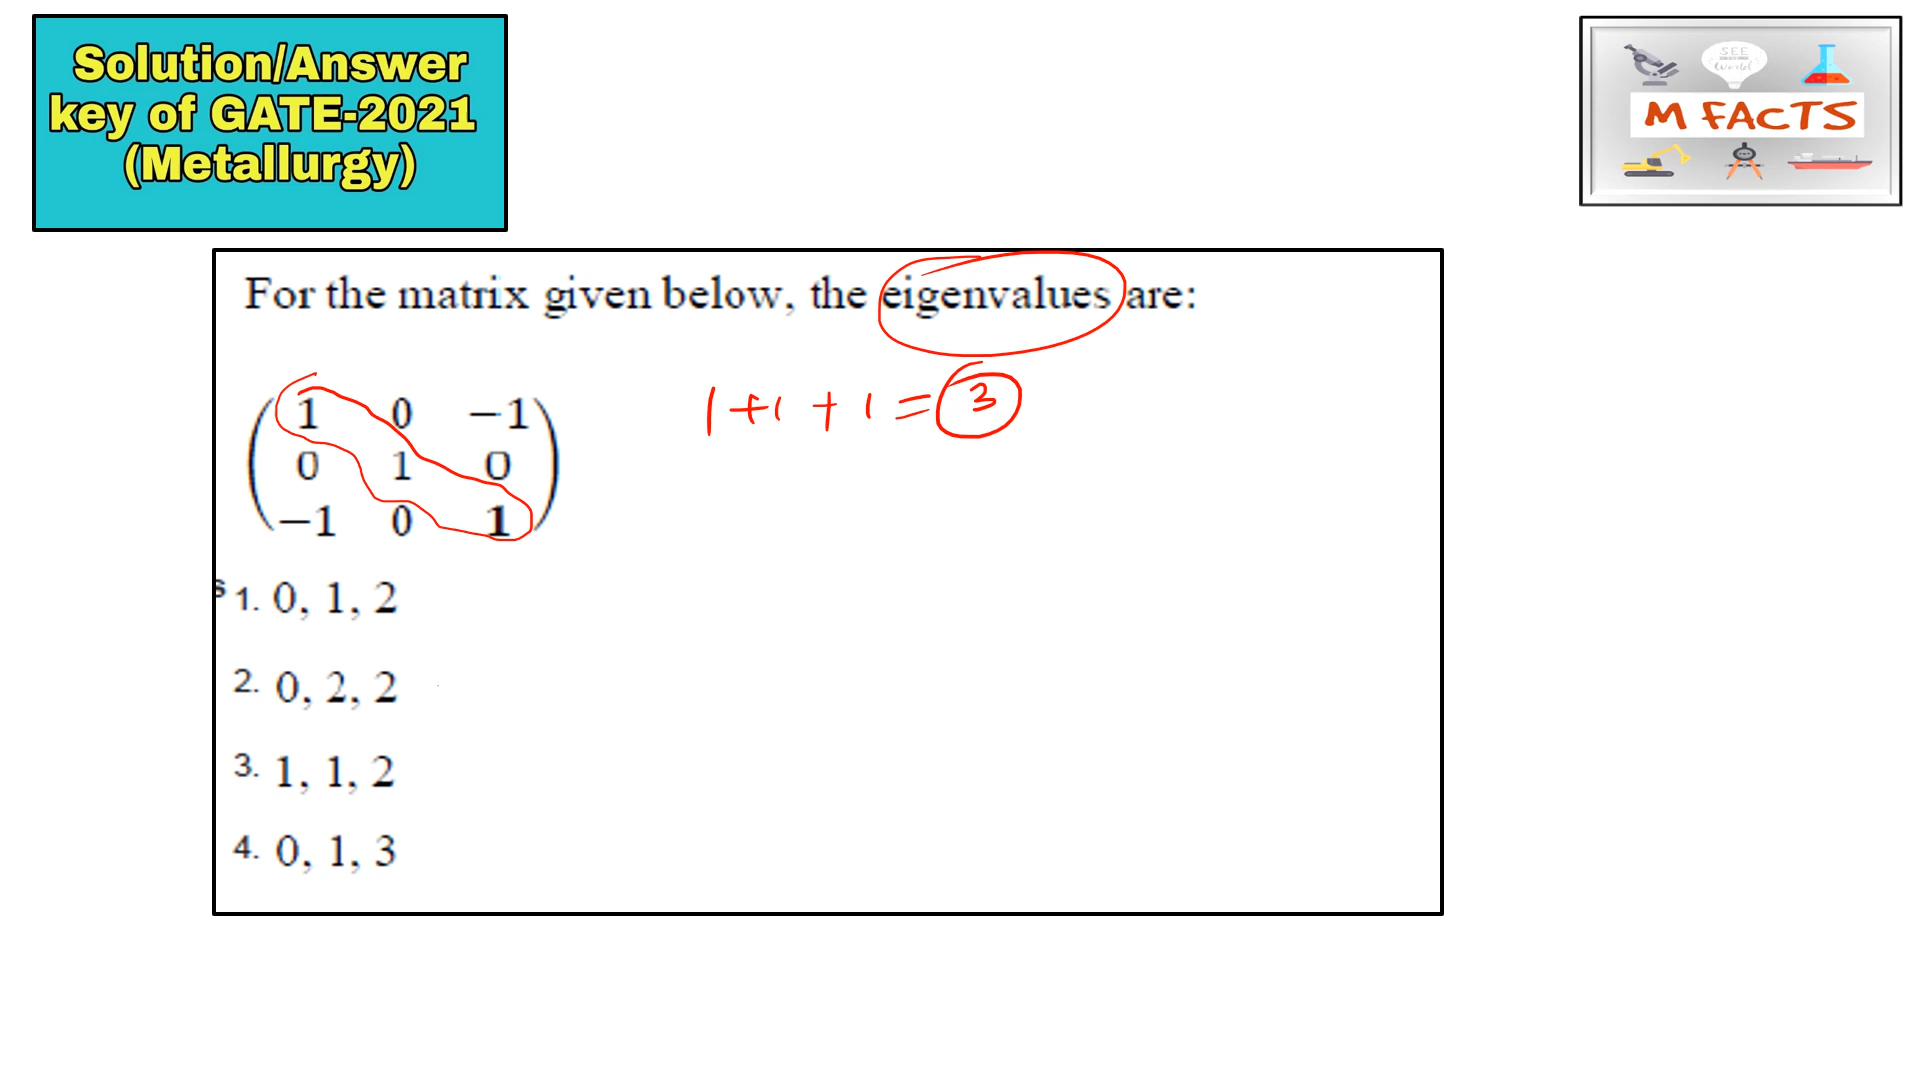 Solution/Answer
key of GATE-2021
(Metallurgy)
SEE
World
M FACTS
For the matrix given below, the eigenvalues are:
1 0 −1
0 1 0
−1 0 1
1+1+1=3
1. 0, 1, 2
2. 0, 2, 2
3. 1, 1, 2
4. 0, 1, 3